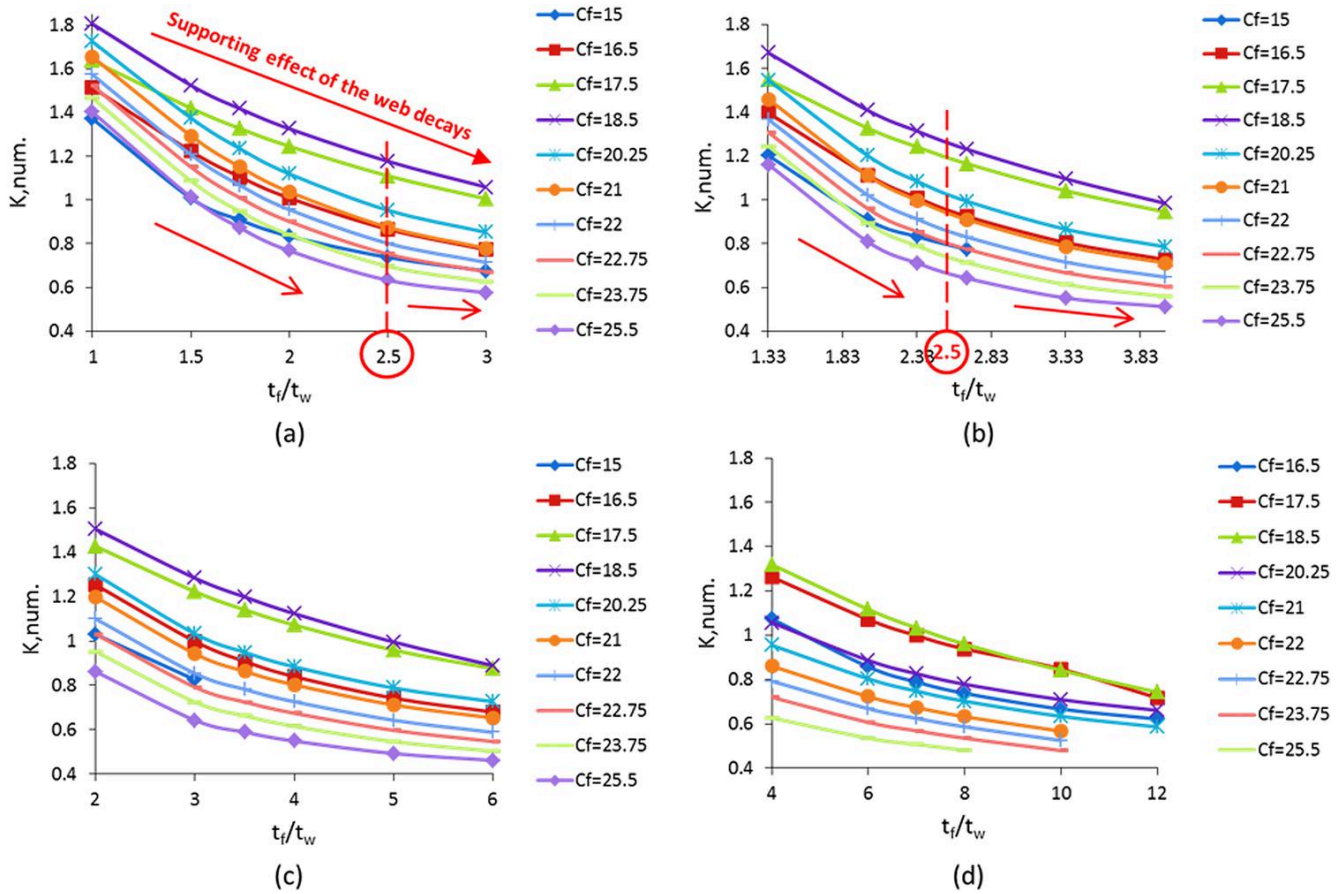 1.8
1.6
1.4
1.2
1
0.8
0.6
0.4
K,num.
Supporting effect of the web decays
1
1.5
2
2.5
3
tf/tw
(a)
Cf=15
Cf=16.5
Cf=17.5
Cf=18.5
Cf=20.25
Cf=21
Cf=22
Cf=22.75
Cf=23.75
Cf=25.5
1.8
1.6
1.4
1.2
1
0.8
0.6
0.4
K,num.
1.33
1.83
2.33
2.5
2.83
3.33
3.83
tf/tw
(b)
Cf=15
Cf=16.5
Cf=17.5
Cf=18.5
Cf=20.25
Cf=21
Cf=22
Cf=22.75
Cf=23.75
Cf=25.5
1.8
1.6
1.4
1.2
1
0.8
0.6
0.4
K,num.
2
3
4
5
6
tf/tw
(c)
Cf=15
Cf=16.5
Cf=17.5
Cf=18.5
Cf=20.25
Cf=21
Cf=22
Cf=22.75
Cf=23.75
Cf=25.5
1.8
1.6
1.4
1.2
1
0.8
0.6
0.4
K,num.
4
6
8
10
12
tf/tw
(d)
Cf=16.5
Cf=17.5
Cf=18.5
Cf=20.25
Cf=21
Cf=22
Cf=22.75
Cf=23.75
Cf=25.5